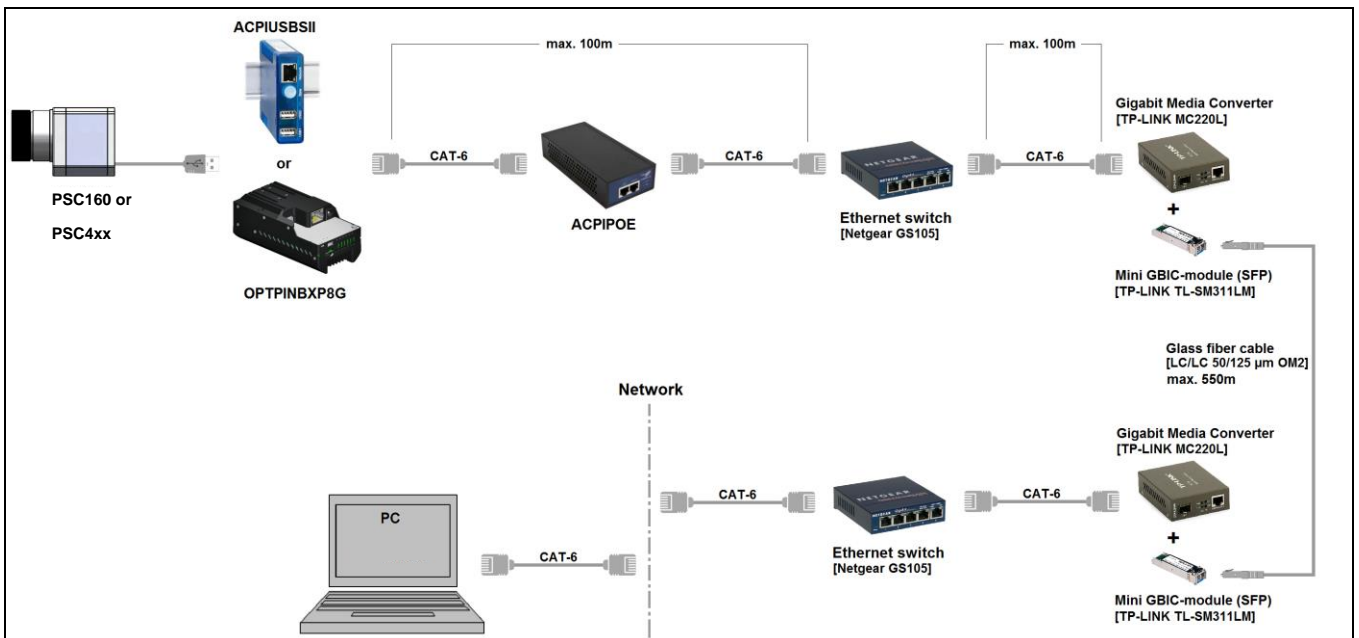 ACPIUSBSII
max. 100m
max. 100m
Gigabit Media Converter
[TP-LINK MC220L]
CAT-6
CAT-6
CAT-6
or
NETGEAR
PSC160 or
PSC4xx
ACPIPOE
Ethernet switch
[Netgear GS105]
+
OPTPINBXP8G
Mini GBIC-module (SFP)
[TP-LINK TL-SM311LM]
Glass fiber cable
[LC/LC 50/125 µm OM2]
max. 550m
Network
Gigabit Media Converter
[TP-LINK MC220L]
CAT-6
CAT-6
NETGEAR
PC
+
Ethernet switch
[Netgear GS105]
CAT-6
Mini GBIC-module (SFP)
[TP-LINK TL-SM311LM]